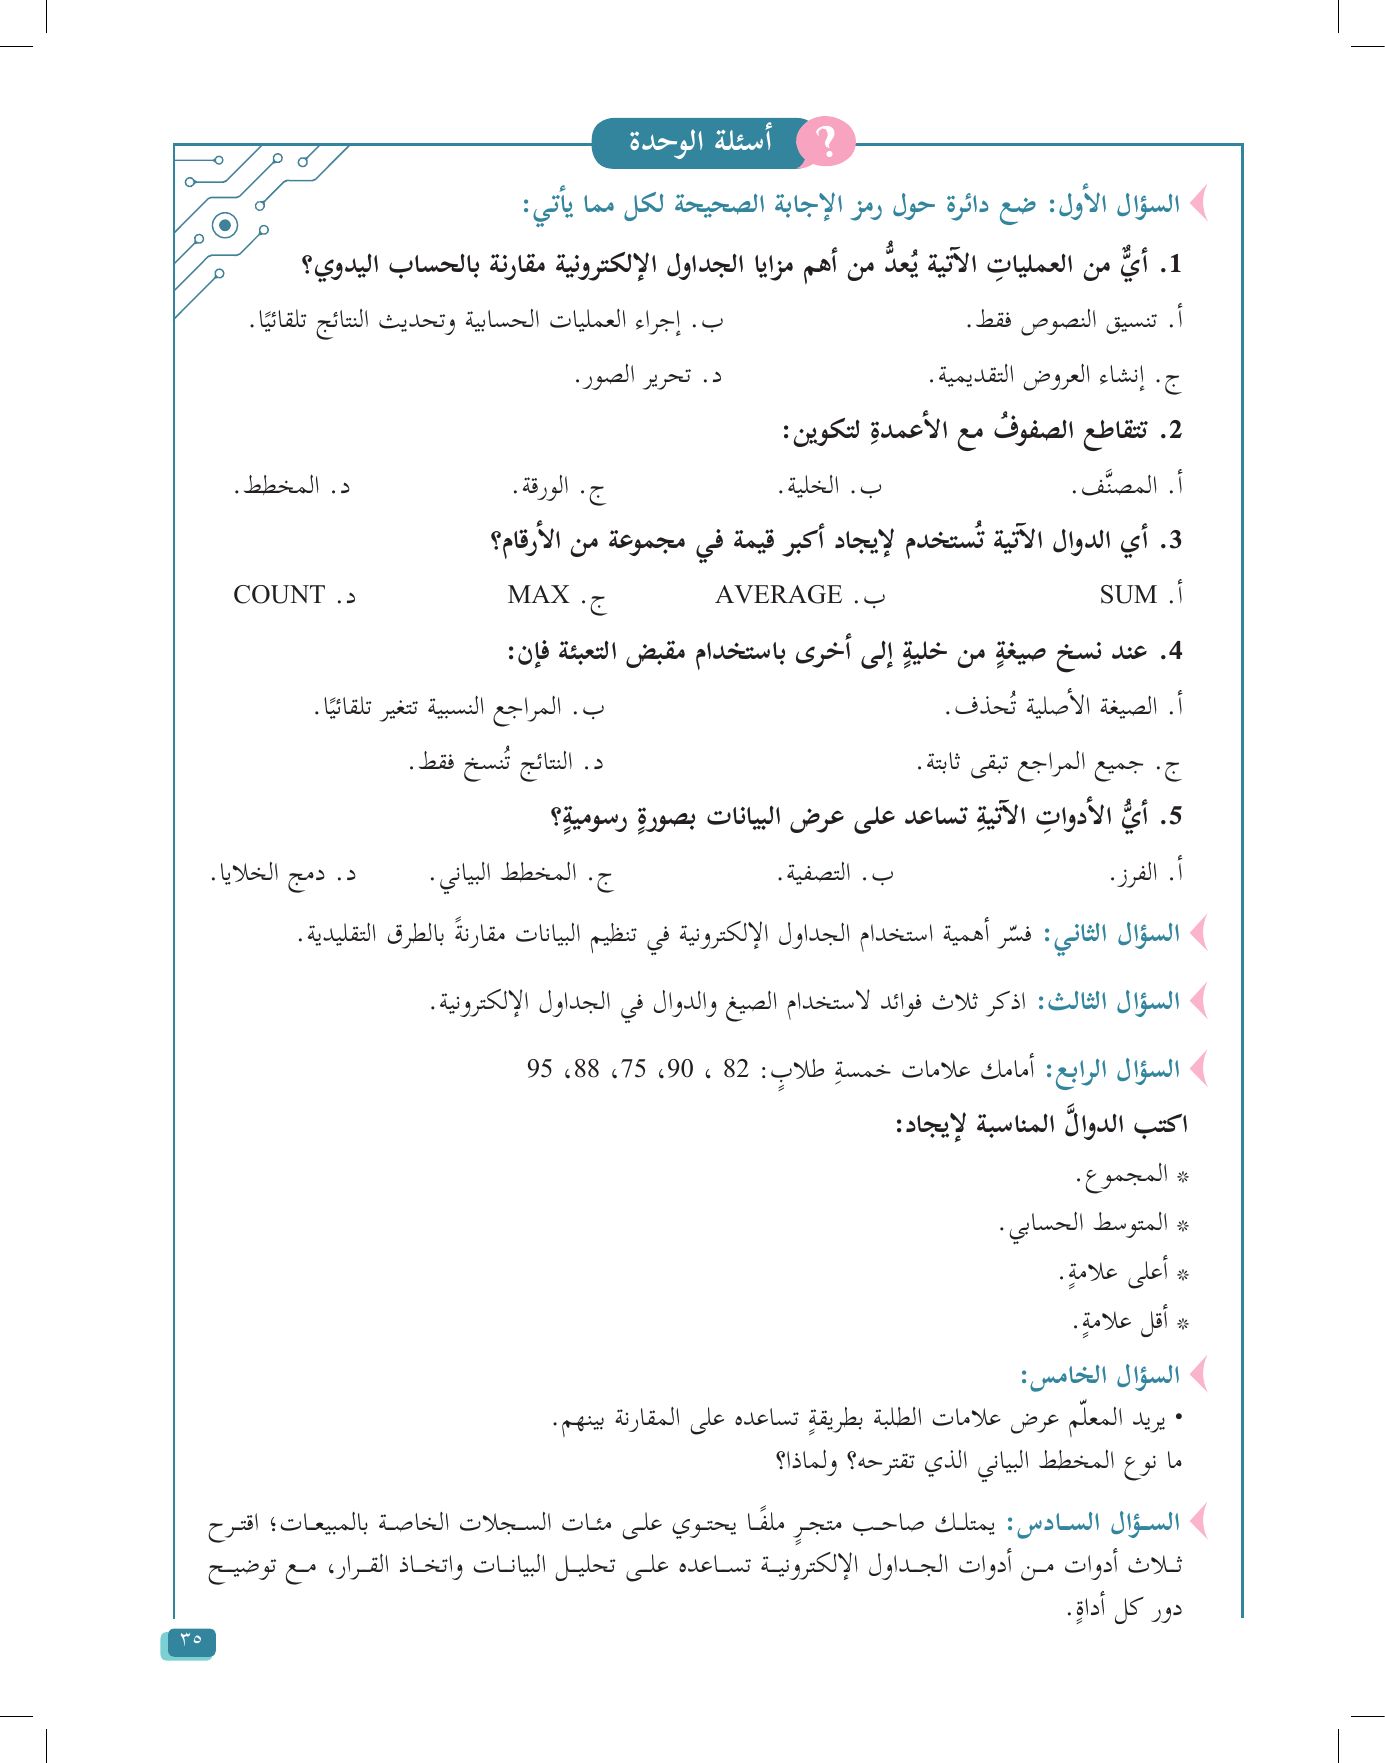 أسئلة الوحدة ?
السؤال الأول: ضع دائرة حول رمز الإجابة الصحيحة لكل مما يأتي:
1. أيٌّ من العملياتِ الآتية يُعدُّ من أهم مزايا الجداول الإلكترونية مقارنة بالحساب اليدوي؟
أ. تنسيق النصوص فقط. ب. إجراء العمليات الحسابية وتحديث النتائج تلقائيًا.
ج. إنشاء العروض التقديمية. د. تحرير الصور.
2. تتقاطع الصفوفُ مع الأعمدةِ لتكوين:
أ. المصنَّف. ب. الخلية. ج. الورقة. د. المخطط.
3. أي الدوال الآتية تُستخدم لإيجاد أكبر قيمة في مجموعة من الأرقام؟
أ. SUM ب. AVERAGE ج. MAX د. COUNT
4. عند نسخ صيغةٍ من خليةٍ إلى أخرى باستخدام مقبض التعبئة فإن:
أ. الصيغة الأصلية تُحذف. ب. المراجع النسبية تتغير تلقائيًا.
ج. جميع المراجع تبقى ثابتة. د. النتائج تُنسخ فقط.
5. أيُّ الأدواتِ الآتيةِ تساعد على عرض البيانات بصورةٍ رسوميةٍ؟
أ. الفرز. ب. التصفية. ج. المخطط البياني. د. دمج الخلايا.
السؤال الثاني: فسّر أهمية استخدام الجداول الإلكترونية في تنظيم البيانات مقارنةً بالطرق التقليدية.
السؤال الثالث: اذكر ثلاث فوائد لاستخدام الصيغ والدوال في الجداول الإلكترونية.
السؤال الرابع: أمامك علامات خمسةِ طلابٍ: 82 ، 90، 75، 88، 95
اكتب الدوالَّ المناسبة لإيجاد:
* المجموع.
* المتوسط الحسابي.
* أعلى علامةٍ.
* أقل علامةٍ.
السؤال الخامس:
• يريد المعلّم عرض علامات الطلبة بطريقةٍ تساعده على المقارنة بينهم.
ما نوع المخطط البياني الذي تقترحه؟ ولماذا؟
السؤال السادس: يمتلك صاحب متجرٍ ملفًا يحتوي على مئات السجلات الخاصة بالمبيعات؛ اقترح
ثلاث أدوات من أدوات الجداول الإلكترونية تساعده على تحليل البيانات واتخاذ القرار، مع توضيح
دور كل أداةٍ.
٣٥